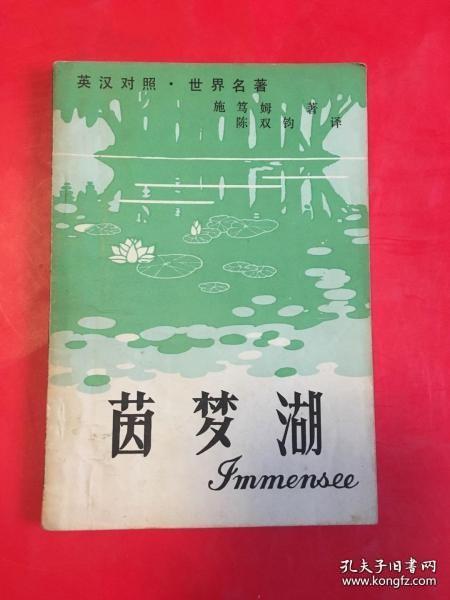 英汉对照·世界名著
施笃姆 著
陈双钧 译
茵梦湖
Immensee
孔夫子旧书网
www.kongfz.com